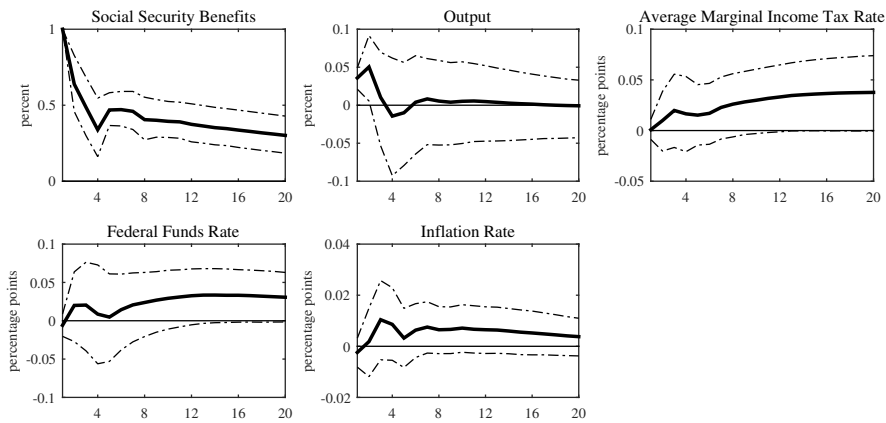 Social Security Benefits
percent
1
0.5
0
4 8 12 16 20
Output
percent
0.1
0.05
0
-0.05
-0.1
4 8 12 16 20
Average Marginal Income Tax Rate
percentage points
0.1
0.05
0
-0.05
4 8 12 16 20
Federal Funds Rate
percentage points
0.1
0.05
0
-0.05
-0.1
4 8 12 16 20
Inflation Rate
percentage points
0.04
0.02
0
-0.02
4 8 12 16 20